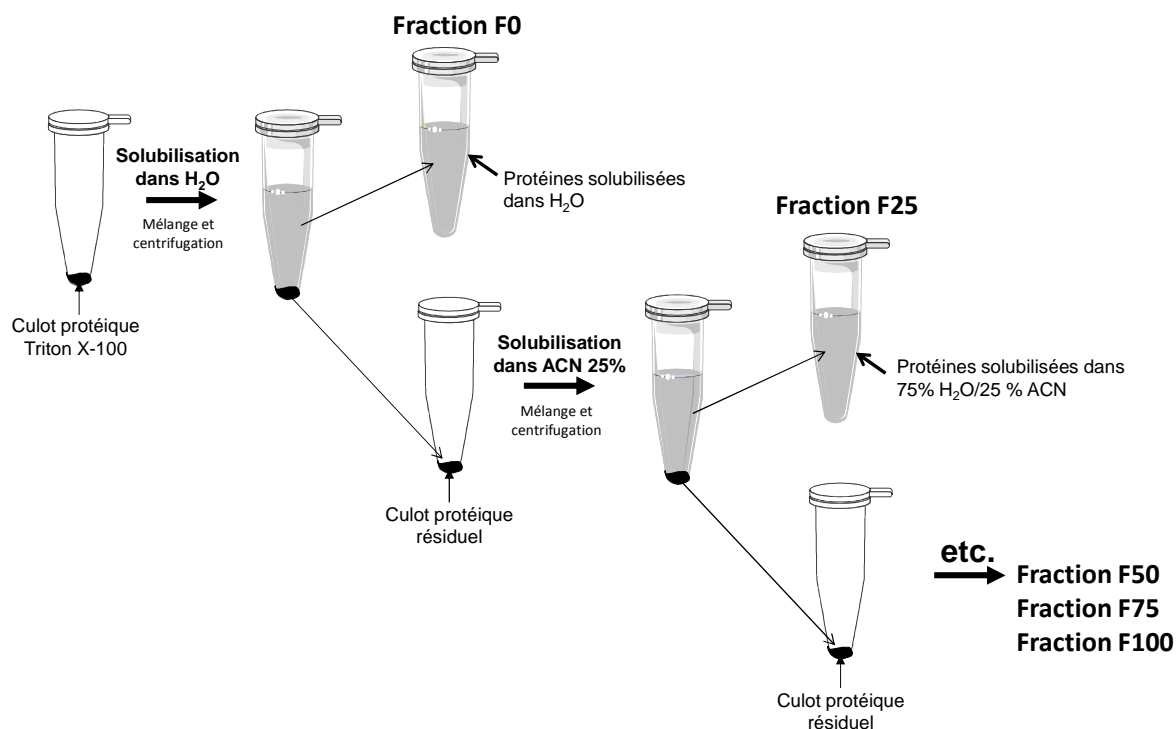 Fraction F0
Solubilisation
dans H₂O
Mélange et
centrifugation
Protéines solubilisées
dans H₂O
Culot protéique
Triton X-100
Fraction F25
Solubilisation
dans ACN 25%
Mélange et
centrifugation
Protéines solubilisées dans
75% H₂O/25 % ACN
Culot protéique
résiduel
etc.
Fraction F50
Fraction F75
Fraction F100
Culot protéique
résiduel